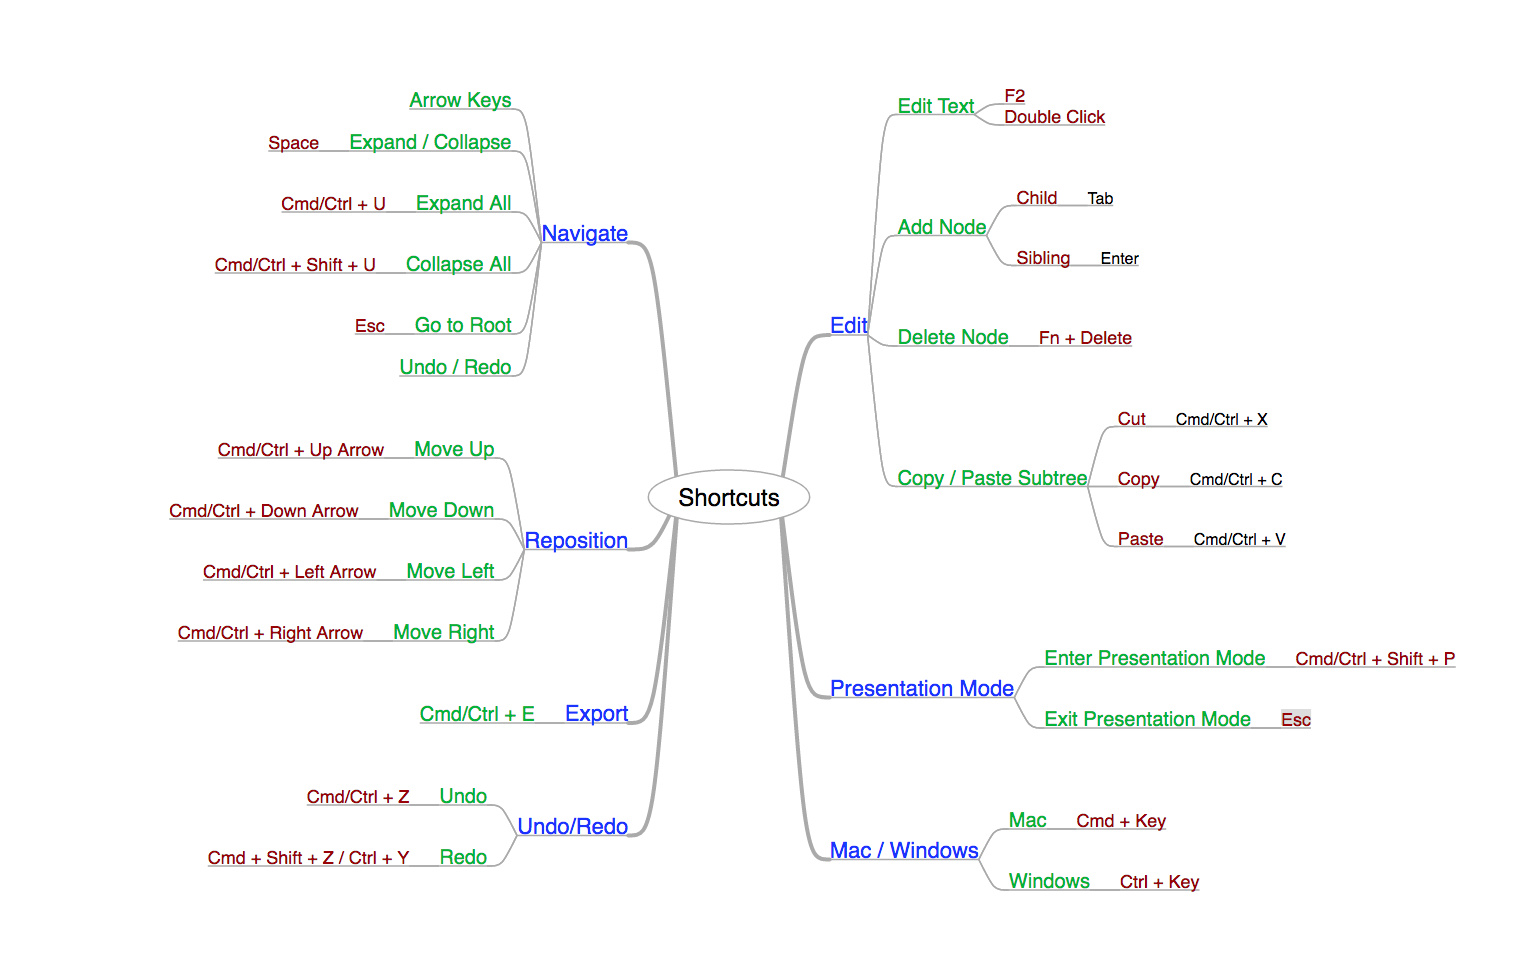 Shortcuts
Navigate
Arrow Keys
Expand / Collapse
Space
Expand All
Cmd/Ctrl + U
Collapse All
Cmd/Ctrl + Shift + U
Go to Root
Esc
Undo / Redo
Reposition
Move Up
Cmd/Ctrl + Up Arrow
Move Down
Cmd/Ctrl + Down Arrow
Move Left
Cmd/Ctrl + Left Arrow
Move Right
Cmd/Ctrl + Right Arrow
Export
Cmd/Ctrl + E
Undo/Redo
Undo
Cmd/Ctrl + Z
Redo
Cmd + Shift + Z / Ctrl + Y
Edit
Edit Text
F2
Double Click
Add Node
Child
Tab
Sibling
Enter
Delete Node
Fn + Delete
Copy / Paste Subtree
Cut
Cmd/Ctrl + X
Copy
Cmd/Ctrl + C
Paste
Cmd/Ctrl + V
Presentation Mode
Enter Presentation Mode
Cmd/Ctrl + Shift + P
Exit Presentation Mode
Esc
Mac / Windows
Mac
Cmd + Key
Windows
Ctrl + Key